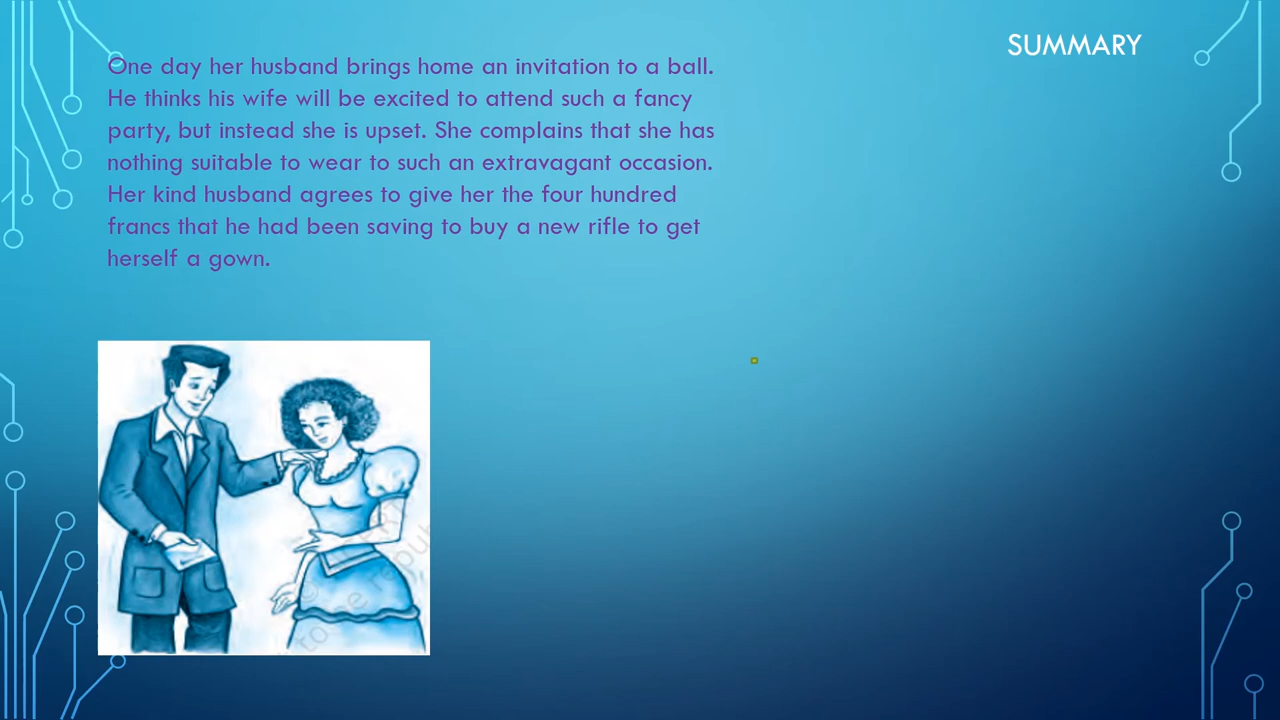 SUMMARY
One day her husband brings home an invitation to a ball.
He thinks his wife will be excited to attend such a fancy
party, but instead she is upset. She complains that she has
nothing suitable to wear to such an extravagant occasion.
Her kind husband agrees to give her the four hundred
francs that he had been saving to buy a new rifle to get
herself a gown.
to be repub